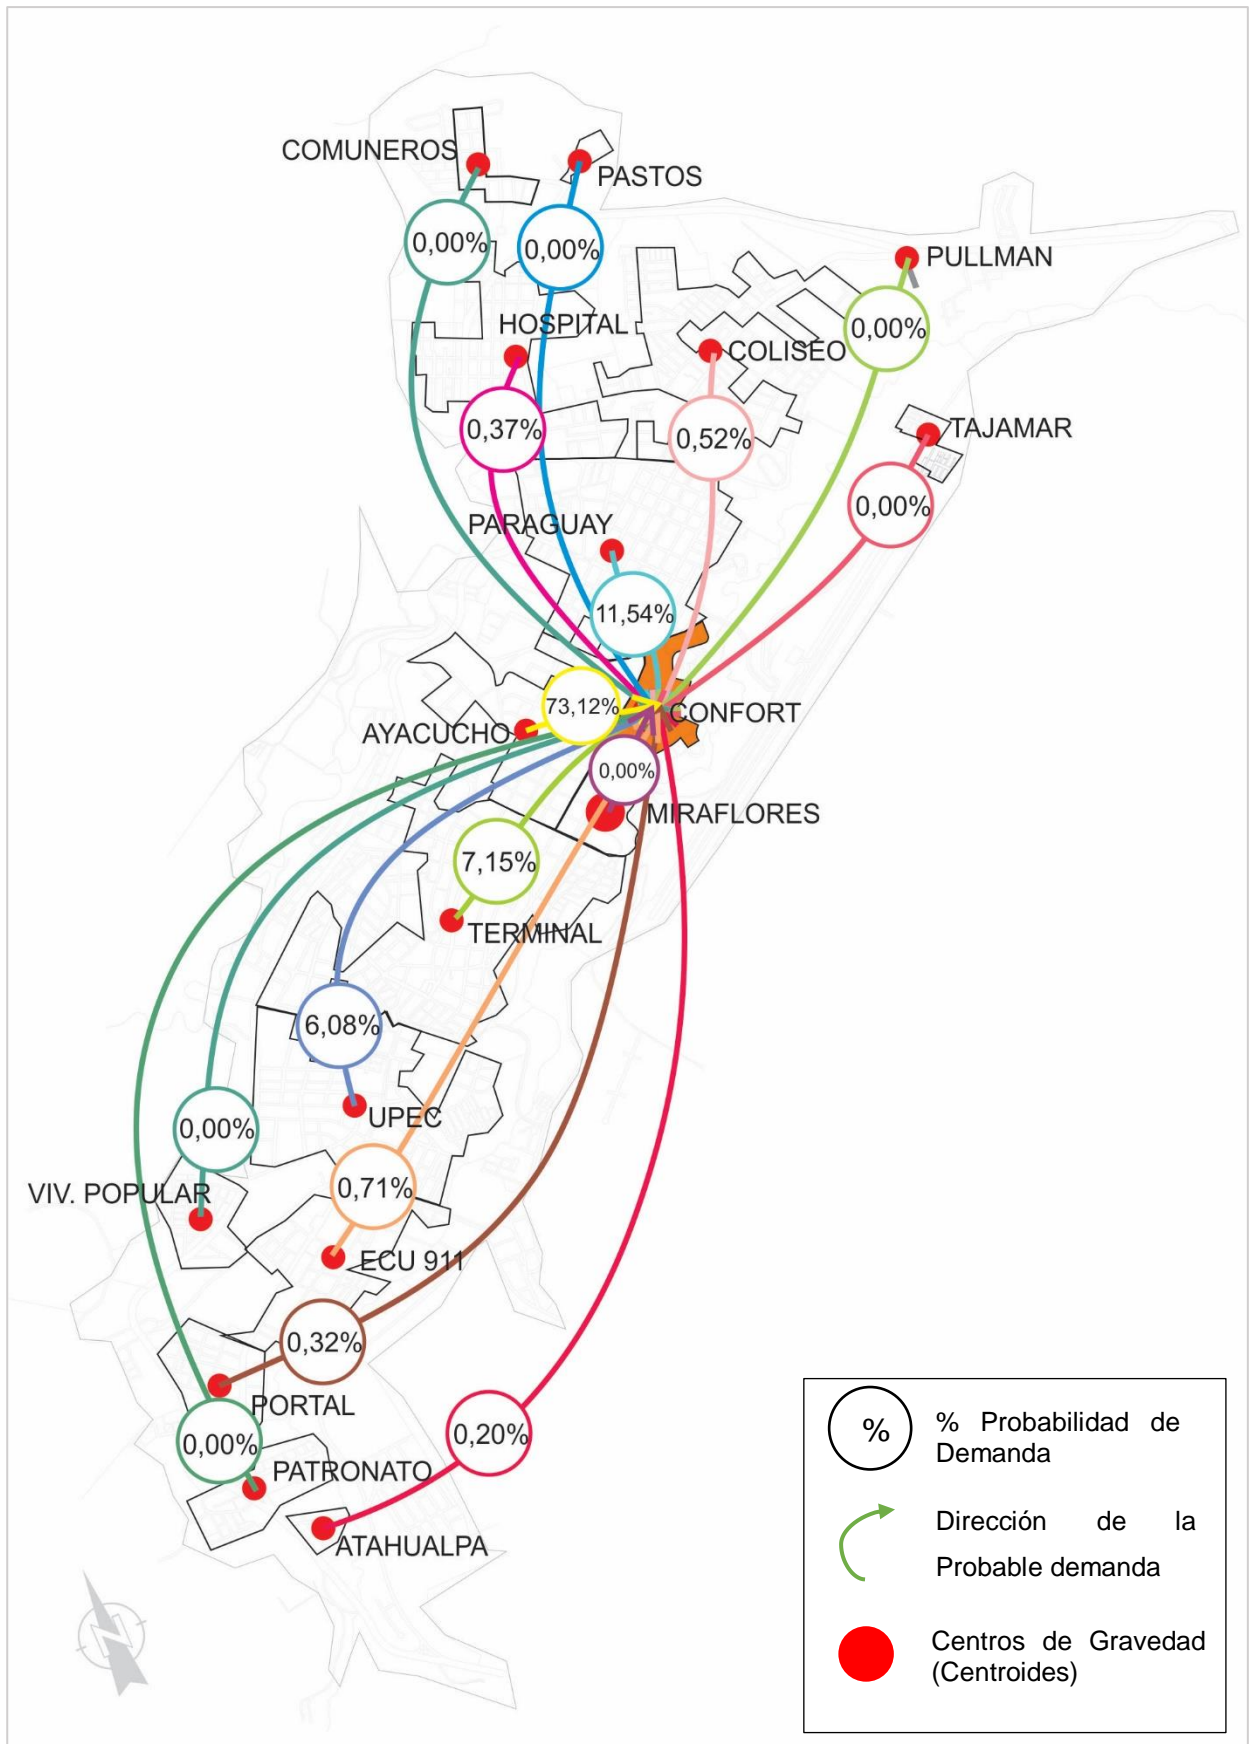 COMUNEROS
PASTOS
0,00%
0,00%
PULLMAN
HOSPITAL
0,00%
COLISEO
0,37%
0,52%
TAJAMAR
0,00%
PARAGUAY
11,54%
73,12%
CONFORT
AYACUCHO
0,00%
MIRAFLORES
7,15%
TERMINAL
6,08%
UPEC
0,00%
0,71%
VIV. POPULAR
ECU 911
0,32%
PORTAL
0,20%
0,00%
PATRONATO
ATAHUALPA
%
% Probabilidad de
Demanda
Dirección de la
Probable demanda
Centros de Gravedad
(Centroides)